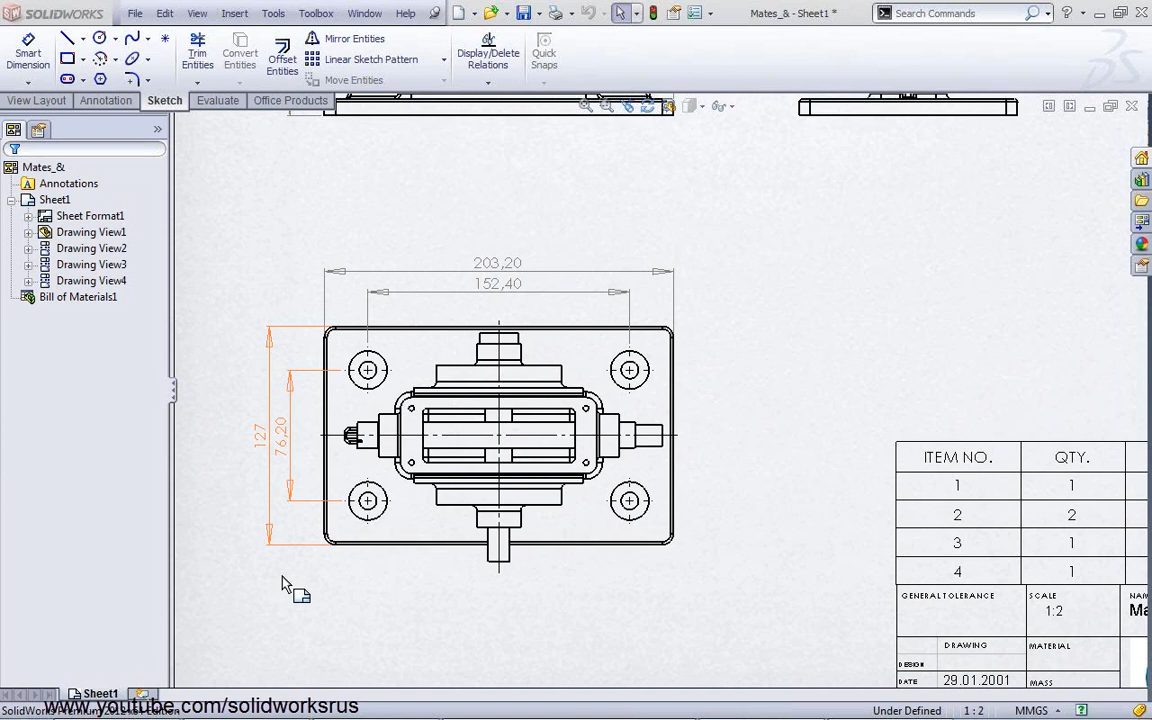 SOLIDWORKS File Edit View Insert Tools Toolbox Window Help Mates_& - Sheet1 * Search Commands
Smart Dimension Trim Entities Convert Entities Offset Entities Mirror Entities Linear Sketch Pattern Move Entities Display/Delete Relations Quick Snaps
View Layout Annotation Sketch Evaluate Office Products
Mates_&
Annotations
Sheet1
Sheet Format1
Drawing View1
Drawing View2
Drawing View3
Drawing View4
Bill of Materials1
203,20
152,40
127
76,20
ITEM NO. QTY.
1 1
2 2
3 1
4 1
GENERAL TOLERANCE SCALE
1:2
DRAWING MATERIAL
DESIGN
DATE 29.01.2001 MASS
Sheet1
www.youtube.com/solidworksrus
Under Defined 1 : 2 MMGS